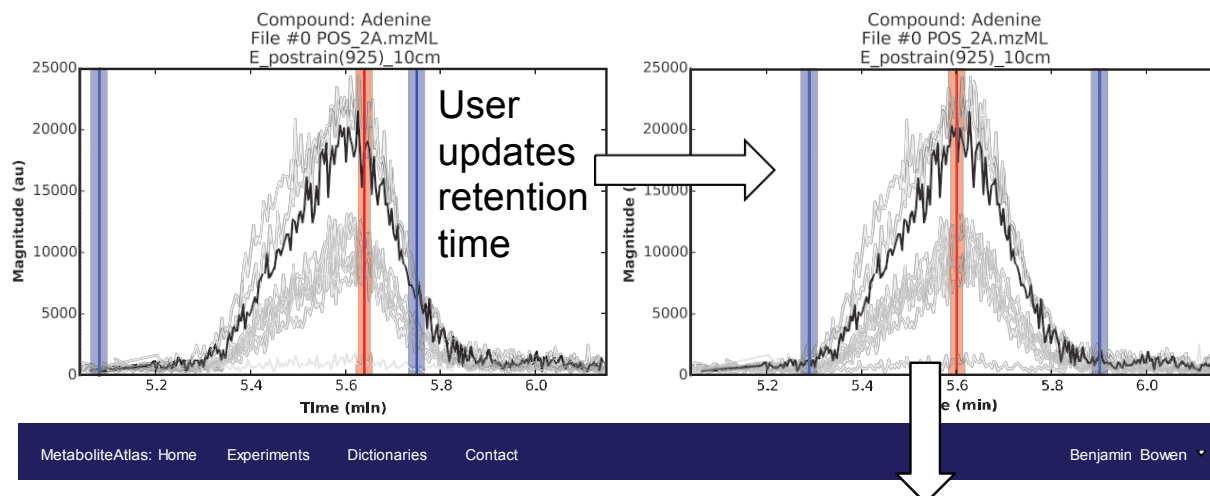 Compound: Adenine
File #0 POS_2A.mzML
E_postrain(925)_10cm
Magnitude (au)
25000
20000
15000
10000
5000
0
5.2 5.4 5.6 5.8 6.0
Time (min)
User
updates
retention
time
Compound: Adenine
File #0 POS_2A.mzML
E_postrain(925)_10cm
Magnitude (
25000
20000
15000
10000
5000
0
5.2 5.4 5.6 5.8 6.0
e (min)
MetaboliteAtlas: Home Experiments Dictionaries Contact Benjamin Bowen